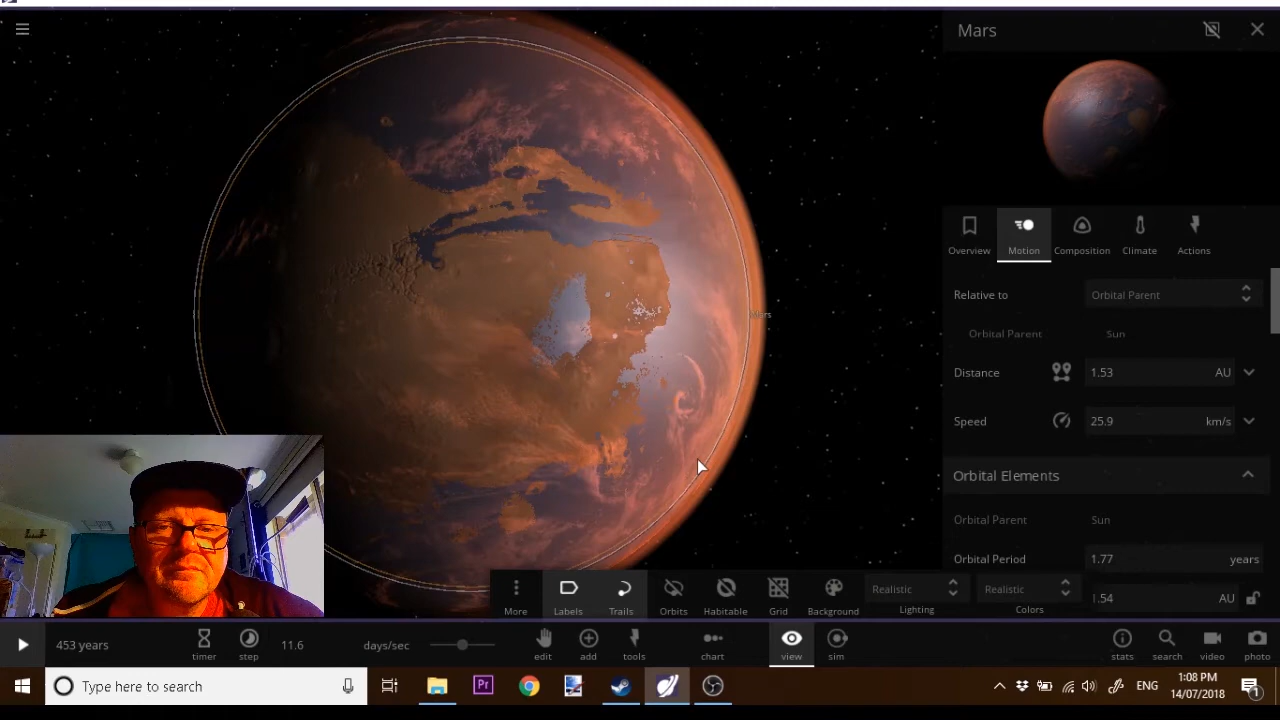 Mars
Mars
Overview
Motion
Composition
Climate
Actions
Relative to
Orbital Parent
Orbital Parent
Sun
Distance
1.53
AU
Speed
25.9
km/s
Orbital Elements
Orbital Parent
Sun
Orbital Period
1.77
years
1.54
AU
More
Labels
Trails
Orbits
Habitable
Grid
Background
Realistic
Lighting
Realistic
Colors
453 years
timer
step
11.6
days/sec
edit
add
tools
chart
view
sim
stats
search
video
photo
Type here to search
Pr
ENG
1:08 PM
14/07/2018
1